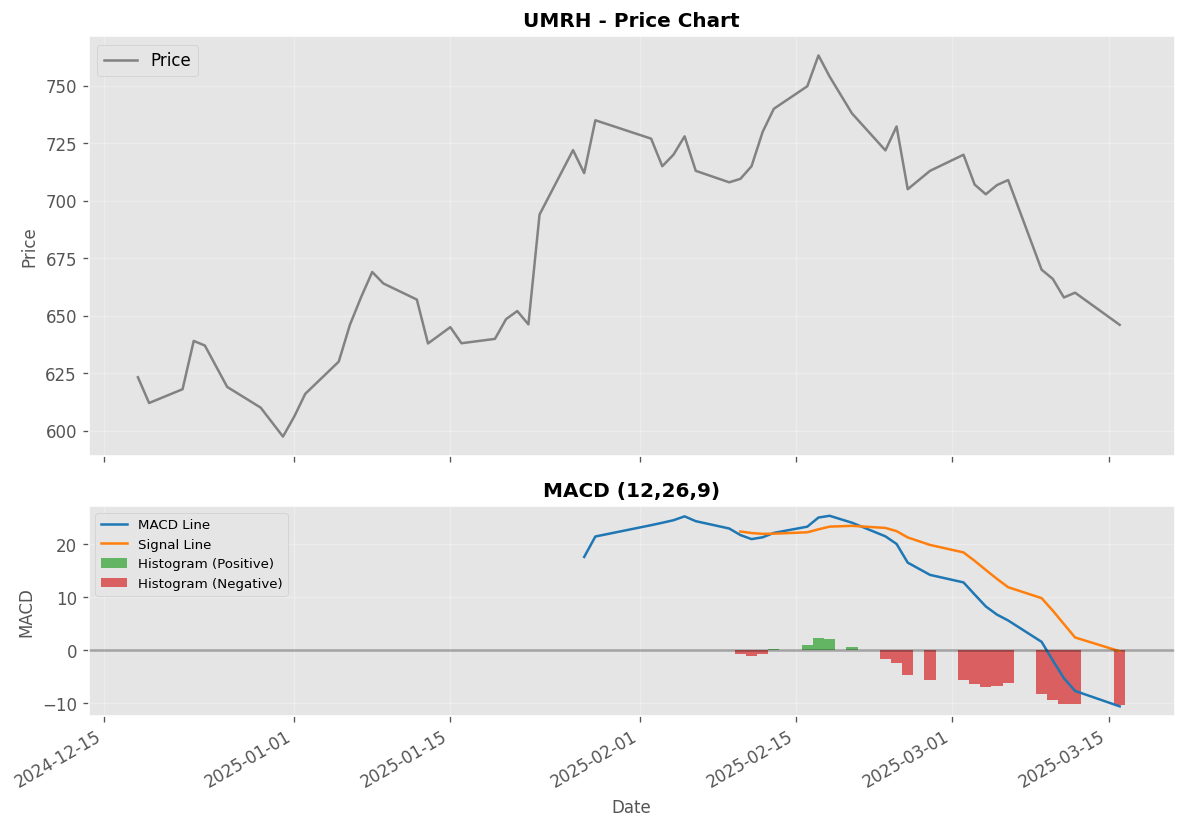 UMRH - Price Chart
Price
750
725
700
675
650
625
600
Price
MACD (12,26,9)
MACD Line
Signal Line
Histogram (Positive)
Histogram (Negative)
20
10
0
−10
MACD
2024-12-15
2025-01-01
2025-01-15
2025-02-01
2025-02-15
2025-03-01
2025-03-15
Date